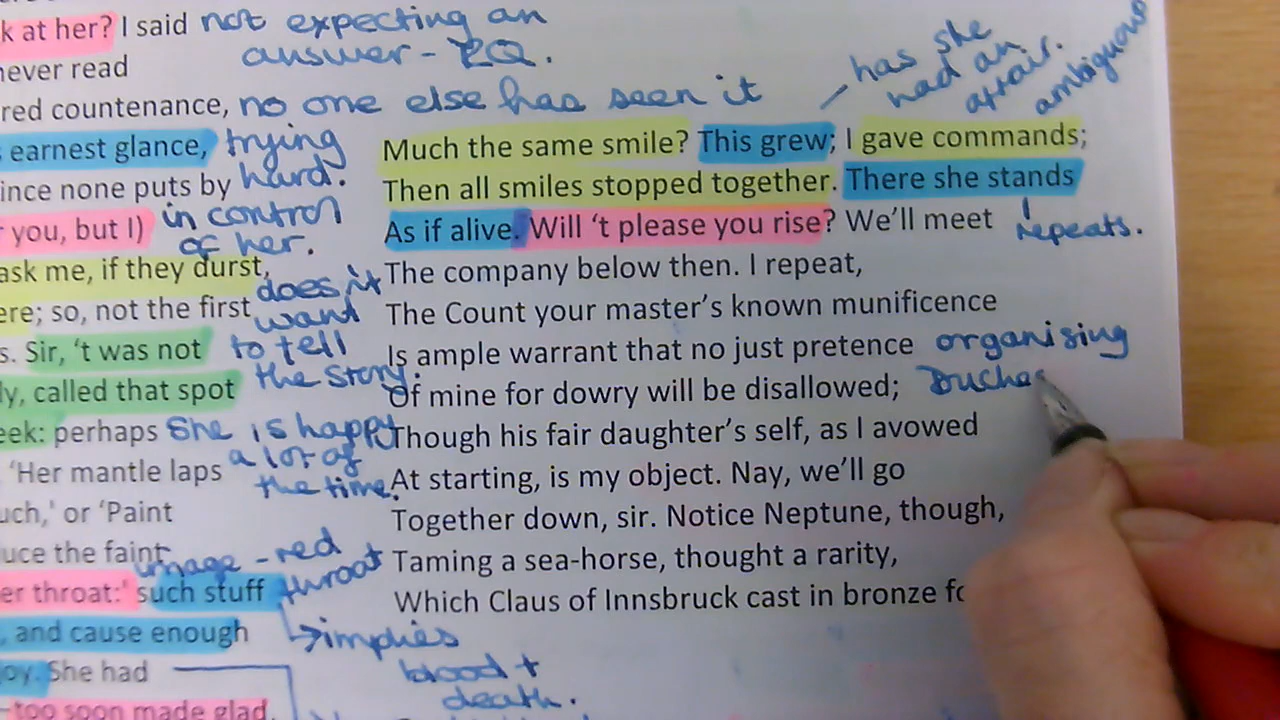 k at her? I said not expecting an
answer - RQ.
never read
red countenance, no one else has seen it
earnest glance, trying
hard.
ince none puts by
r you, but I) in control
of her.
ask me, if they durst,
ere; so, not the first does it
want
s. Sir, 't was not to tell
ly, called that spot the story.
eek: perhaps She is happy
'Her mantle laps a lot of
the time.
uch,' or 'Paint
uce the faint
image - red
throat
er throat:' such stuff
, and cause enough
implies
blood +
death.
oy. She had
too soon made glad,
has she
had an
affair.
ambiguous
Much the same smile? This grew; I gave commands;
Then all smiles stopped together. There she stands
As if alive. Will 't please you rise? We'll meet
repeats.
The company below then. I repeat,
The Count your master's known munificence
Is ample warrant that no just pretence organising
Of mine for dowry will be disallowed; Duches
Though his fair daughter's self, as I avowed
At starting, is my object. Nay, we'll go
Together down, sir. Notice Neptune, though,
Taming a sea-horse, thought a rarity,
Which Claus of Innsbruck cast in bronze fo